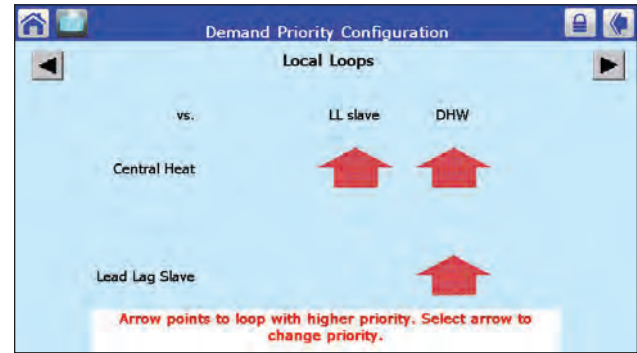 Demand Priority Configuration
Local Loops
vs. LL slave DHW
Central Heat
Lead Lag Slave
Arrow points to loop with higher priority. Select arrow to
change priority.